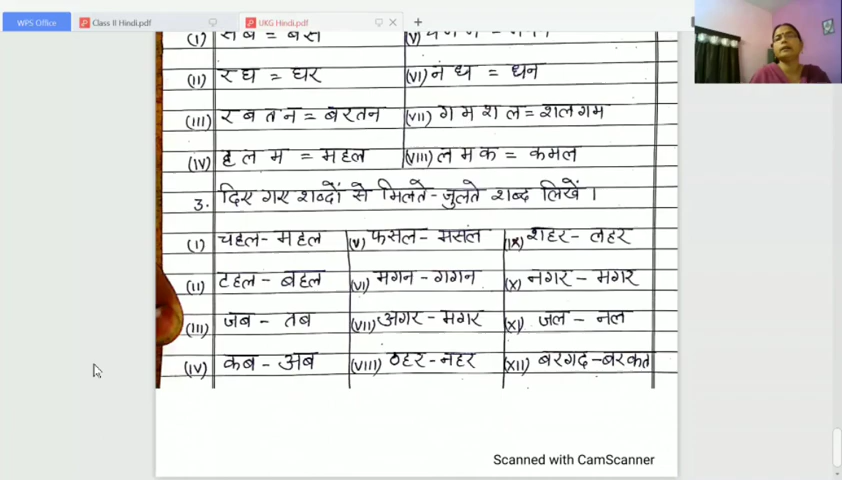 WPS Office
Class II Hindi.pdf
UKG Hindi.pdf
(I) स ब = बस
(V)
(II) र घ = घर
(VI) न ध = धन
(III) र ब त न = बरतन
(VII) ग म श ल = शलगम
(IV) ह ल म = महल
(VIII) ल म क = कमल
3. दिए गए शब्दों से मिलते-जुलते शब्द लिखें।
(I) चहल - महल
(V) फसल - मसल
(IX) शहर - लहर
(II) टहल - बहल
(VI) मगन - गगन
(X) नगर - मगर
(III) जब - तब
(VII) अगर - मगर
(XI) जल - नल
(IV) कब - अब
(VIII) ठहर - नहर
(XII) बरगद - बरकत
Scanned with CamScanner